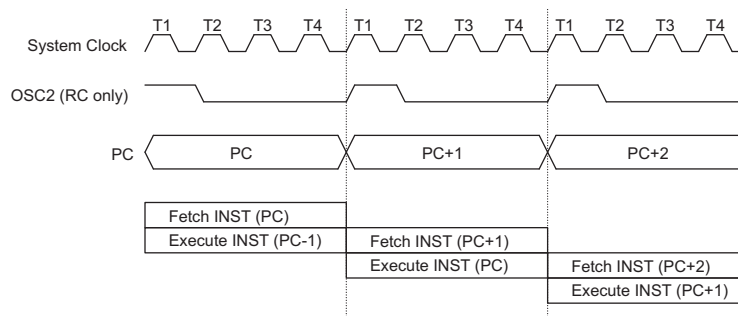 T1 T2 T3 T4 T1 T2 T3 T4 T1 T2 T3 T4
System Clock
OSC2 (RC only)
PC PC PC+1 PC+2
Fetch INST (PC)
Execute INST (PC-1) Fetch INST (PC+1)
Execute INST (PC) Fetch INST (PC+2)
Execute INST (PC+1)